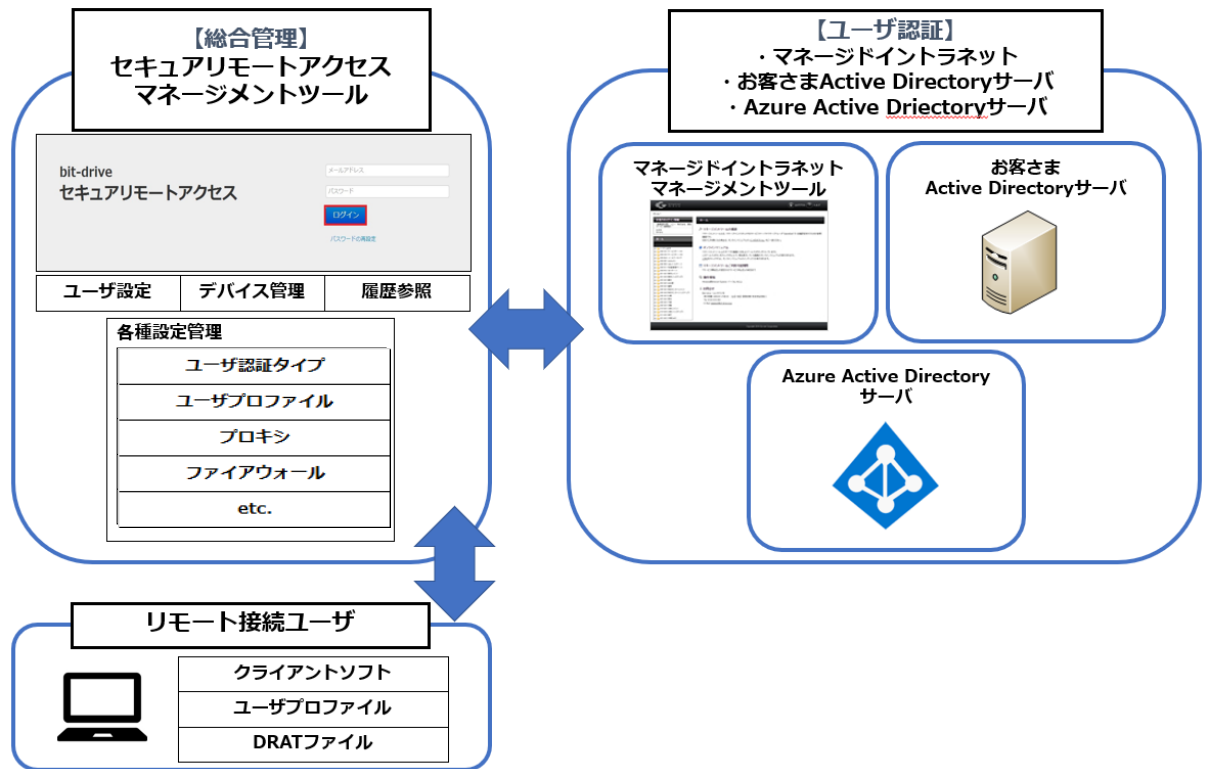 【総合管理】
セキュアリモートアクセス
マネージメントツール
bit-drive
セキュアリモートアクセス
メールアドレス
パスワード
ログイン
パスワードの再設定
ユーザ設定
デバイス管理
履歴参照
各種設定管理
ユーザ認証タイプ
ユーザプロファイル
プロキシ
ファイアウォール
etc.
【ユーザ認証】
・マネージドイントラネット
・お客さまActive Directoryサーバ
・Azure Active Driectoryサーバ
マネージドイントラネット
マネージメントツール
お客さま
Active Directoryサーバ
Azure Active Directory
サーバ
リモート接続ユーザ
クライアントソフト
ユーザプロファイル
DRATファイル